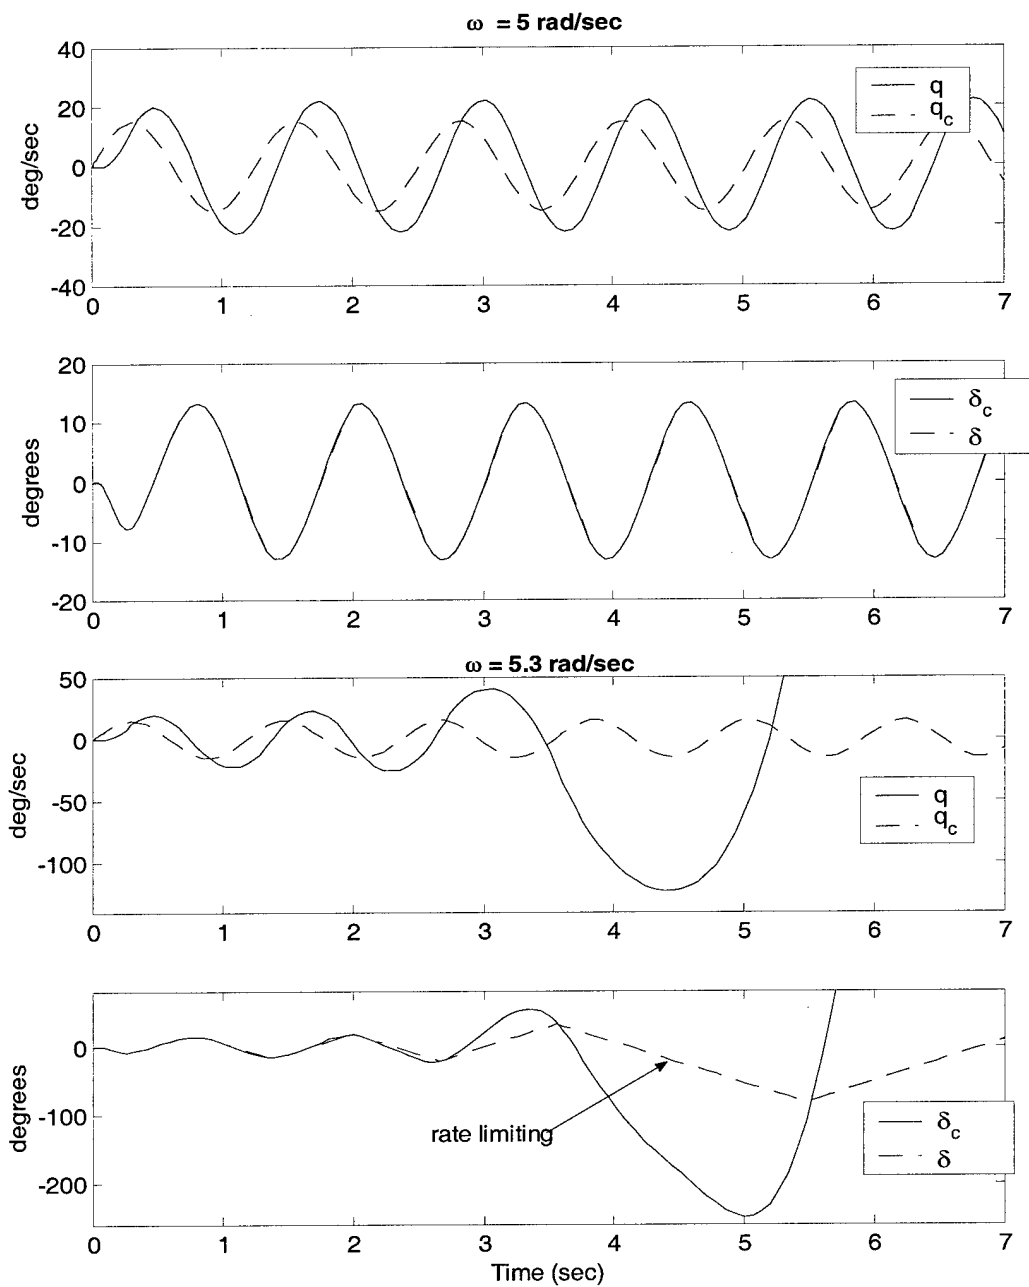 ω = 5 rad/sec
40
20
0
-20
-40
deg/sec
q
q_c
0 1 2 3 4 5 6 7
20
10
0
-10
-20
degrees
δ_c
δ
0 1 2 3 4 5 6 7
ω = 5.3 rad/sec
50
0
-50
-100
deg/sec
q
q_c
0 1 2 3 4 5 6 7
0
-100
-200
degrees
rate limiting
δ_c
δ
0 1 2 3 4 5 6 7
Time (sec)